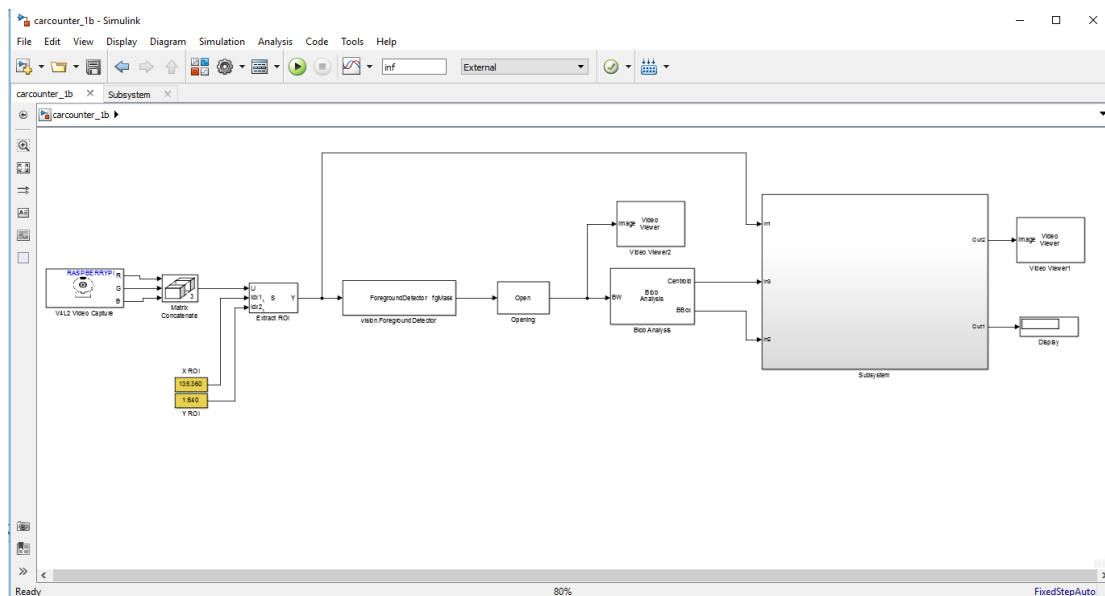 carcounter_1b - Simulink
File Edit View Display Diagram Simulation Analysis Code Tools Help
inf External
carcounter_1b Subsystem
carcounter_1b
RASPBERRYPI
R
G
B
V4L2 Video Capture
3
Matrix
Concatenate
U
Idx1
Idx2
S
Y
Extract ROI
X ROI
135:360
1:640
Y ROI
ForegroundDetector fgMask
vision.ForegroundDetector
Open
Opening
Image Video
Viewer
Video Viewer2
BW
Blob
Analysis
Centroid
BBox
Blob Analysis
In1
In3
In2
Out2
Out1
Subsystem
Image Video
Viewer
Video Viewer1
Display
Ready 80% FixedStepAuto